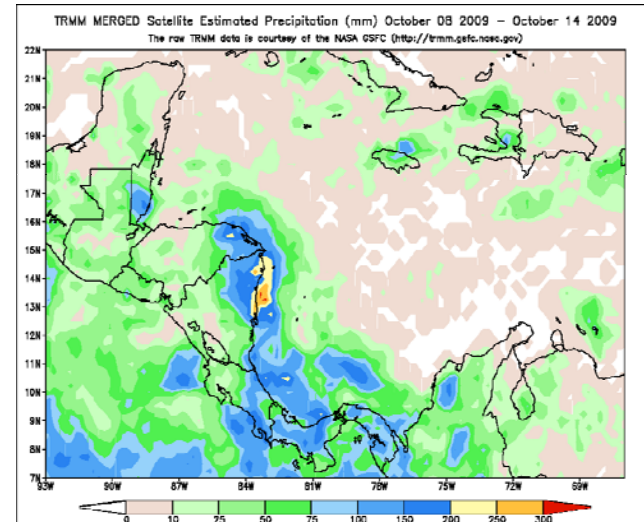 TRMM MERGED Satellite Estimated Precipitation (mm) October 08 2009 – October 14 2009
The raw TRMM data is courtesy of the NASA GSFC (http://trmm.gsfc.nasa.gov)
22N
21N
20N
19N
18N
17N
16N
15N
14N
13N
12N
11N
10N
9N
8N
7N
93W 90W 87W 84W 81W 78W 75W 72W 69W
0 10 25 50 75 100 150 200 250 300